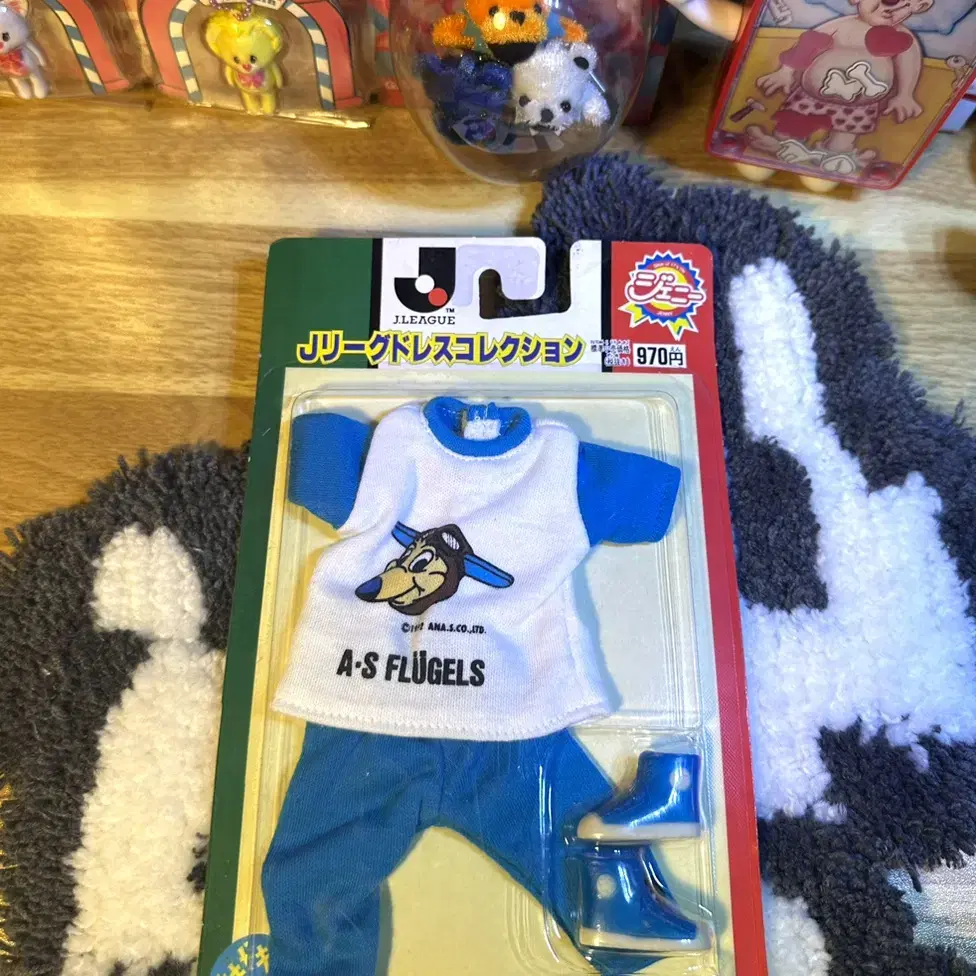 J.LEAGUE
TM
ジェニー
Jリーグドレスコレクション
970円
© ANA.S.CO.,LTD.
A·S FLÜGELS